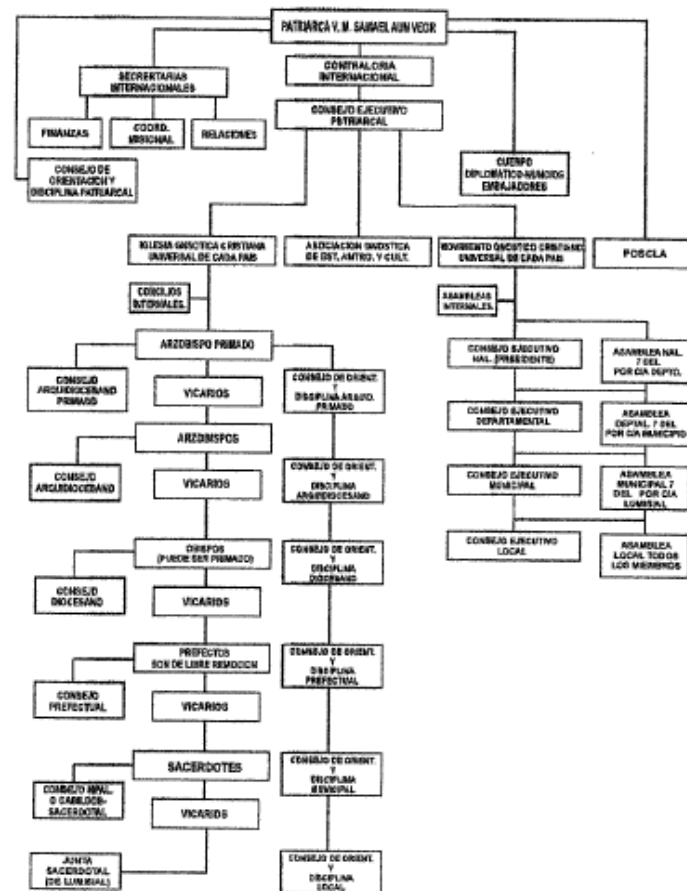 PATRIARCA V. M. SAMAEL AUN WEOR
SECRETARIAS
INTERNACIONALES
CONTRALORIA
INTERNACIONAL
FINANZAS
COORD.
MISIONAL
RELACIONES
CONSEJO EJECUTIVO
PATRIARCAL
CONSEJO DE
ORIENTACION Y
DISCIPLINA PATRIARCAL
CUERPO
DIPLOMATICO-NUNCIOS
EMBAJADORES
IGLESIA GNOSTICA CRISTIANA
UNIVERSAL DE CADA PAIS
ASOCIACION GNOSTICA
DE EST. ANTRO. Y CULT.
MOVIMIENTO GNOSTICO CRISTIANO
UNIVERSAL DE CADA PAIS
POSCLA
CONCILIOS
INTERNALES.
ASAMBLEAS
INTERNALES.
ARZOBISPO PRIMADO
CONSEJO
ARQUIDIOCESANO
PRIMADO
VICARIOS
CONSEJO DE ORIENT.
Y
DISCIPLINA ARQUID.
PRIMADO
CONSEJO EJECUTIVO
NAL. (PRESIDENTE)
ASAMBLEA NAL.
7 DEL
POR C/A DEPTO.
ARZOBISPOS
CONSEJO EJECUTIVO
DEPARTAMENTAL
ASAMBLEA
DEPTAL. 7 DEL
POR C/A MUNICIPIO
CONSEJO
ARQUIDIOCESANO
VICARIOS
CONSEJO DE ORIENT.
Y
DISCIPLINA
ARQUIDIOCESANO
CONSEJO EJECUTIVO
MUNICIPAL
ASAMBLEA
MUNICIPAL 7
DEL POR C/A
LUMISIAL
OBISPOS
(PUEDE SER PRIMADO)
CONSEJO DE ORIENT.
Y
DISCIPLINA
DIOCESANO
CONSEJO EJECUTIVO
LOCAL
ASAMBLEA
LOCAL TODOS
LOS MIEMBROS
CONSEJO
DIOCESANO
VICARIOS
PREFECTOS
SON DE LIBRE REMOCION
CONSEJO DE ORIENT.
Y
DISCIPLINA
PREFECTUAL
CONSEJO
PREFECTUAL
VICARIOS
SACERDOTES
CONSEJO DE ORIENT.
Y
DISCIPLINA
MUNICIPAL
CONSEJO MPAL.
O CABILDOS-
SACERDOTAL
VICARIOS
JUNTA
SACERDOTAL
(DE LUMISIAL)
CONSEJO DE ORIENT.
Y
DISCIPLINA
LOCAL